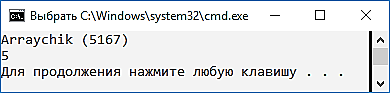 Выбрать C:\Windows\system32\cmd.exe
Arraychik (5167)
5
Для продолжения нажмите любую клавишу . . .